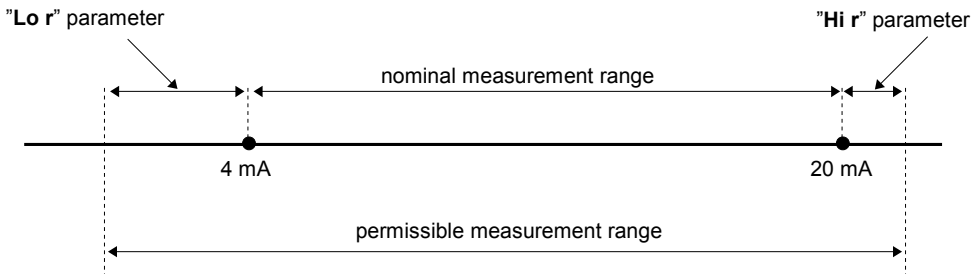 ”Lo r” parameter
”Hi r” parameter
nominal measurement range
4 mA
20 mA
permissible measurement range